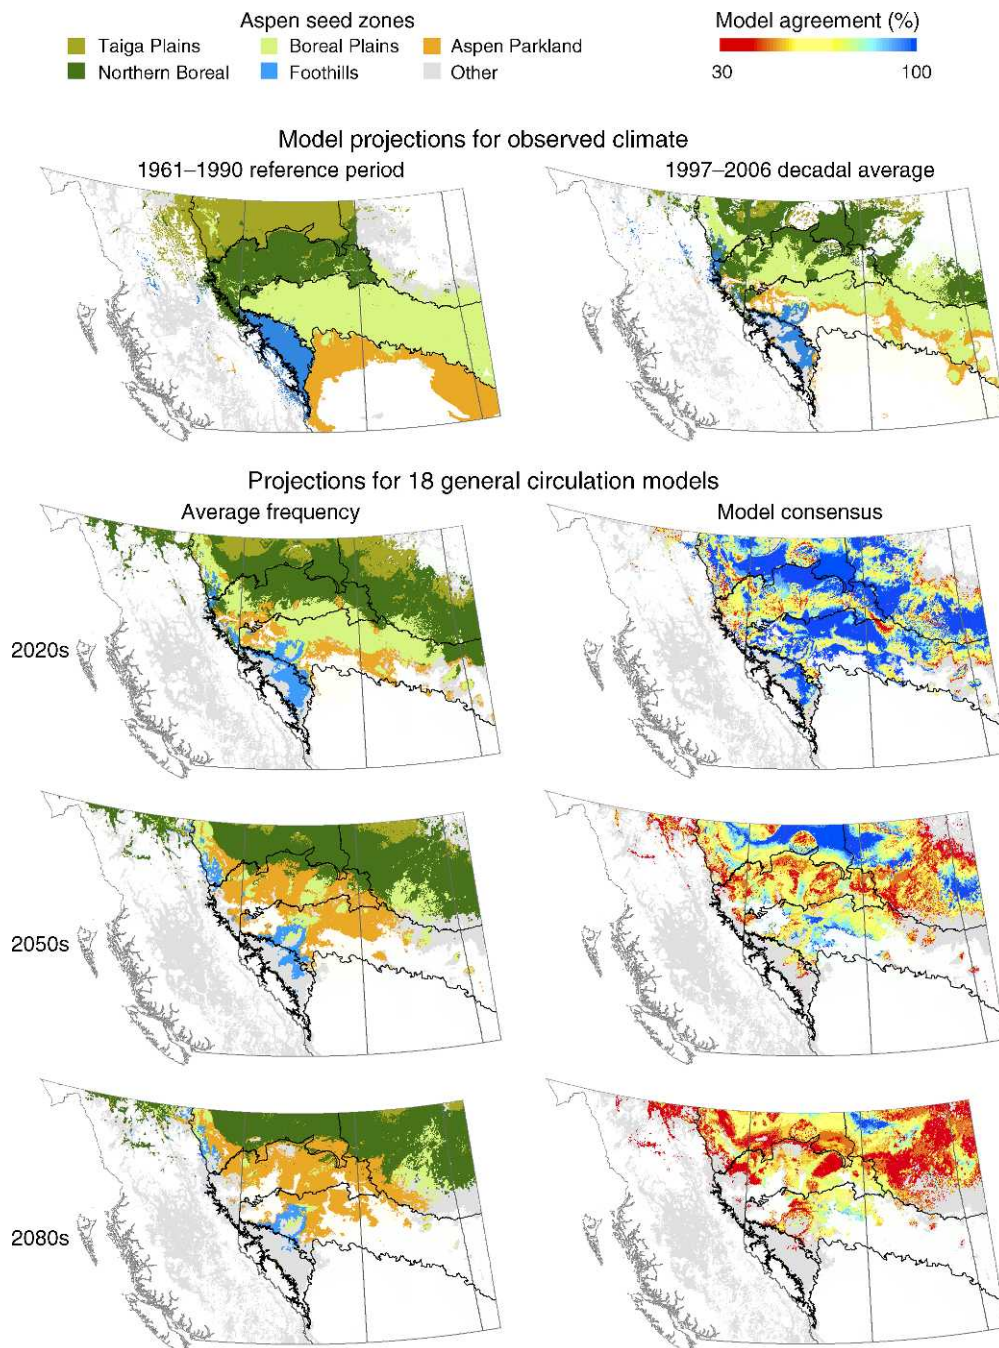 Aspen seed zones
Model agreement (%)
Taiga Plains
Boreal Plains
Aspen Parkland
Northern Boreal
Foothills
Other
30
100
Model projections for observed climate
1961–1990 reference period
1997–2006 decadal average
Projections for 18 general circulation models
Average frequency
Model consensus
2020s
2050s
2080s